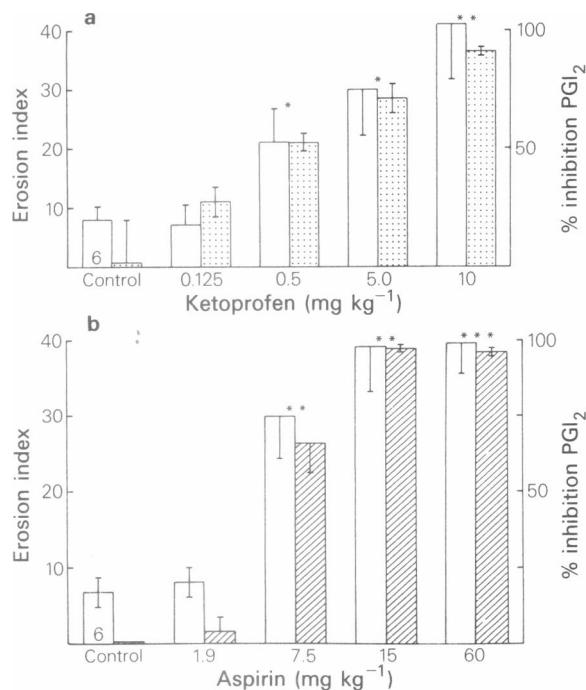 a
* *
40
100
*
30
*
20
50
10
6
Erosion index
% inhibition PGI₂
Control 0.125 0.5 5.0 10
Ketoprofen (mg kg⁻¹)
b
40
* *
* * *
100
* *
30
20
50
10
6
Erosion index
% inhibition PGI₂
Control 1.9 7.5 15 60
Aspirin (mg kg⁻¹)